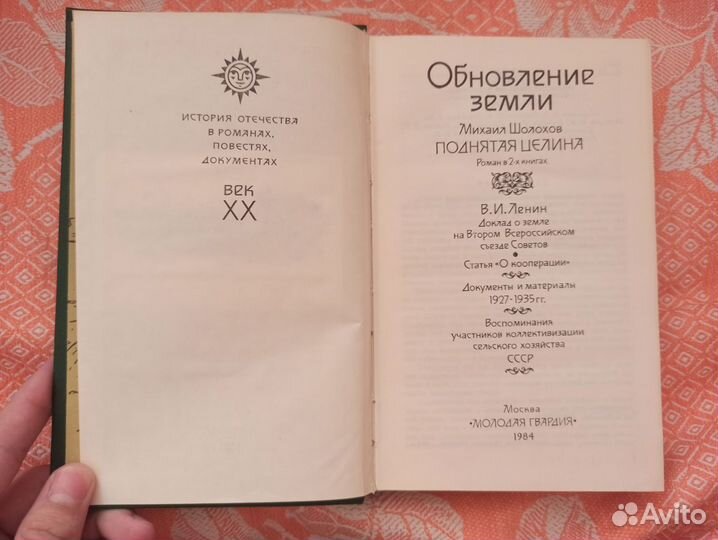 ИСТОРИЯ ОТЕЧЕСТВА
В РОМАНАХ,
ПОВЕСТЯХ,
ДОКУМЕНТАХ
ВЕК
XX
Обновление
земли
Михаил Шолохов
ПОДНЯТАЯ ЦЕЛИНА
Роман в 2-х книгах
В.И.Ленин
Доклад о земле
на Втором Всероссийском
съезде Советов
Статья «О кооперации»
Документы и материалы
1927-1935 гг.
Воспоминания
участников коллективизации
сельского хозяйства
СССР
Москва
«МОЛОДАЯ ГВАРДИЯ»
1984
Avito